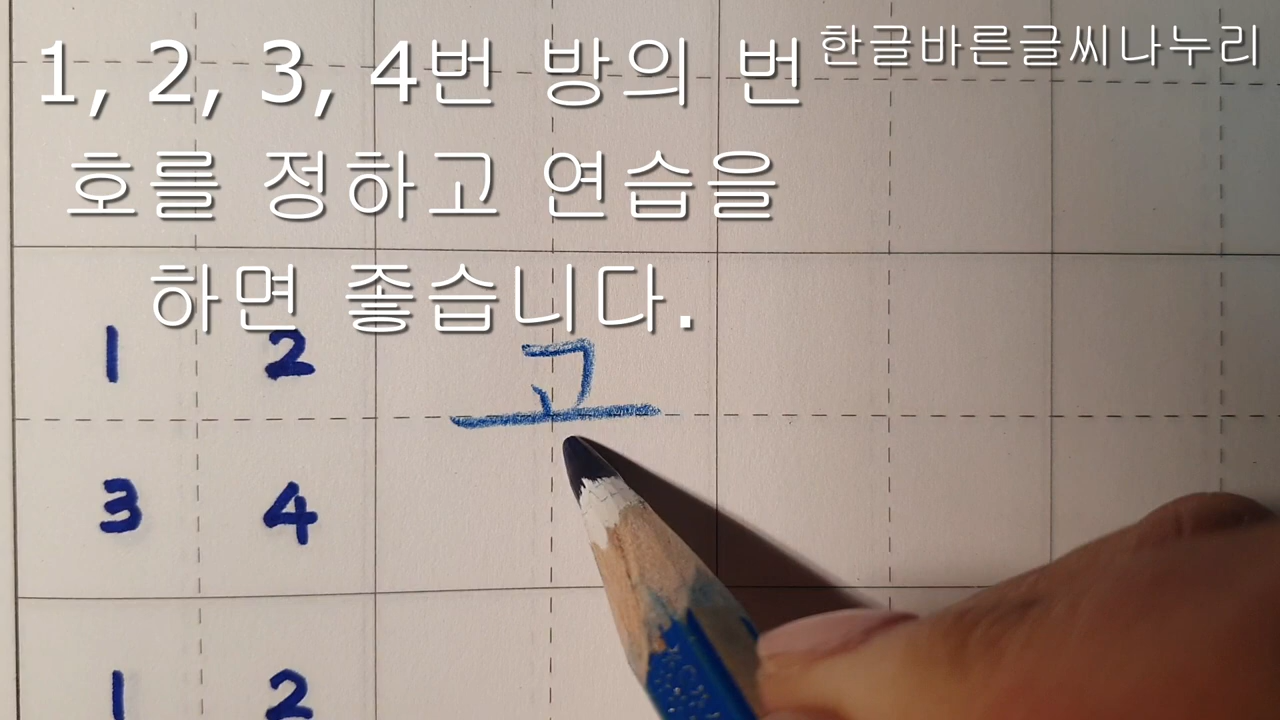 1, 2, 3, 4번 방의 번
호를 정하고 연습을
하면 좋습니다.
한글바른글씨나누리
1 2
고
3 4
1 2